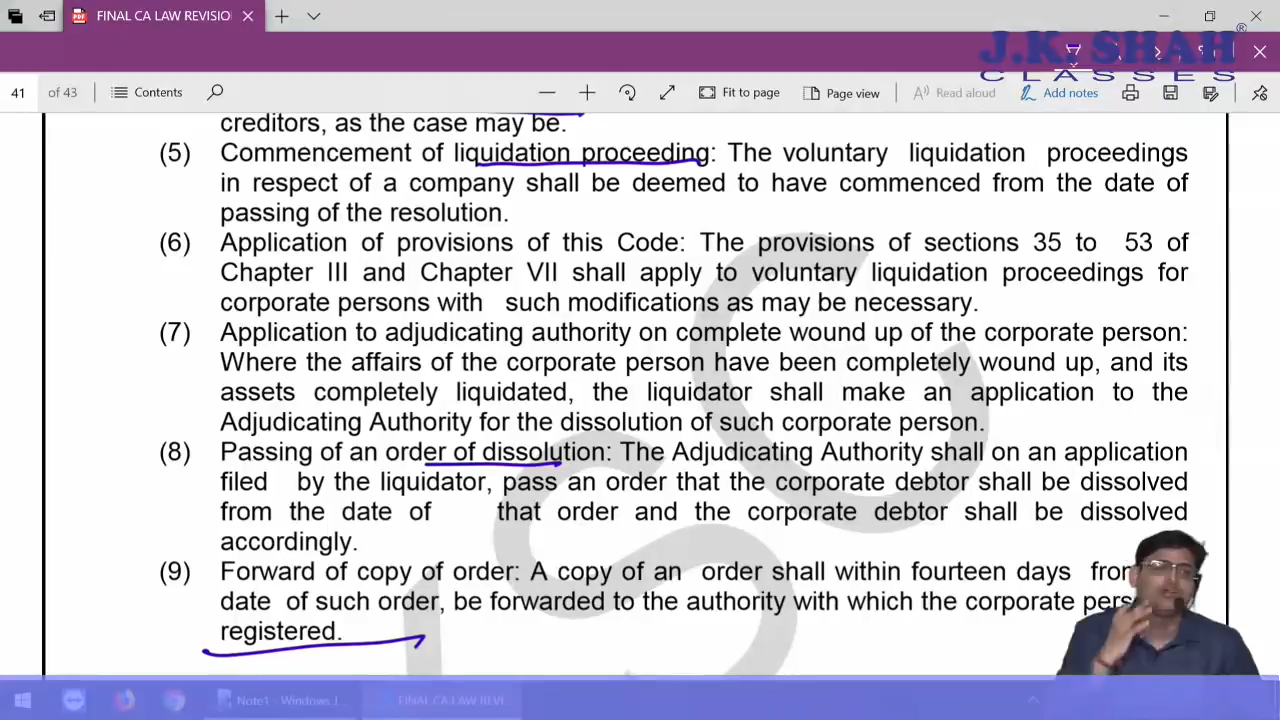 FINAL CA LAW REVISIO
J.K. SHAH
®
CLASSES
41 of 43 Contents Fit to page Page view Read aloud Add notes
creditors, as the case may be.
(5) Commencement of liquidation proceeding: The voluntary liquidation proceedings
in respect of a company shall be deemed to have commenced from the date of
passing of the resolution.
(6) Application of provisions of this Code: The provisions of sections 35 to 53 of
Chapter III and Chapter VII shall apply to voluntary liquidation proceedings for
corporate persons with such modifications as may be necessary.
(7) Application to adjudicating authority on complete wound up of the corporate person:
Where the affairs of the corporate person have been completely wound up, and its
assets completely liquidated, the liquidator shall make an application to the
Adjudicating Authority for the dissolution of such corporate person.
(8) Passing of an order of dissolution: The Adjudicating Authority shall on an application
filed by the liquidator, pass an order that the corporate debtor shall be dissolved
from the date of that order and the corporate debtor shall be dissolved
accordingly.
(9) Forward of copy of order: A copy of an order shall within fourteen days
date of such order, be forwarded to the authority with which the corporate
registered.
Note1 - Windows J... FINAL CA LAW REVI...